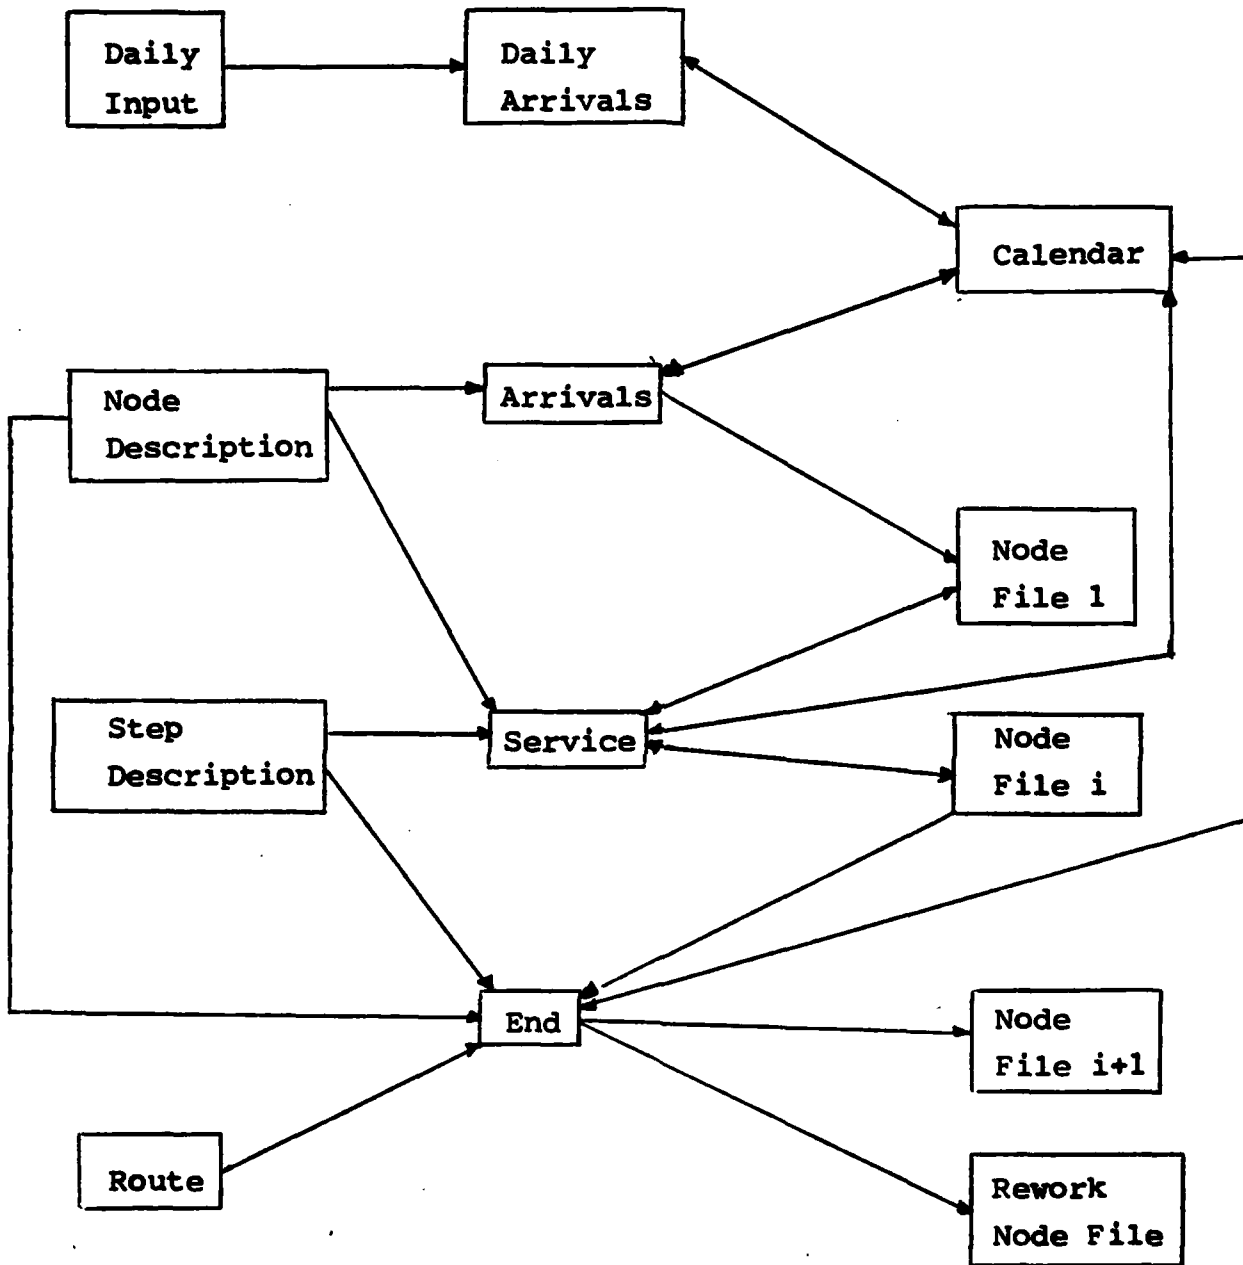 Daily
Input
Daily
Arrivals
Calendar
Node
Description
Arrivals
Node
File 1
Step
Description
Service
Node
File i
End
Node
File i+1
Route
Rework
Node File